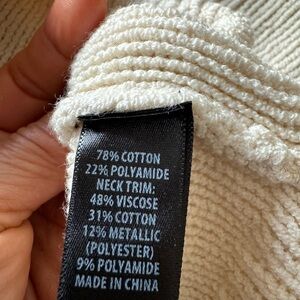 78% COTTON
22% POLYAMIDE
NECK TRIM:
48% VISCOSE
31% COTTON
12% METALLIC
(POLYESTER)
9% POLYAMIDE
MADE IN CHINA